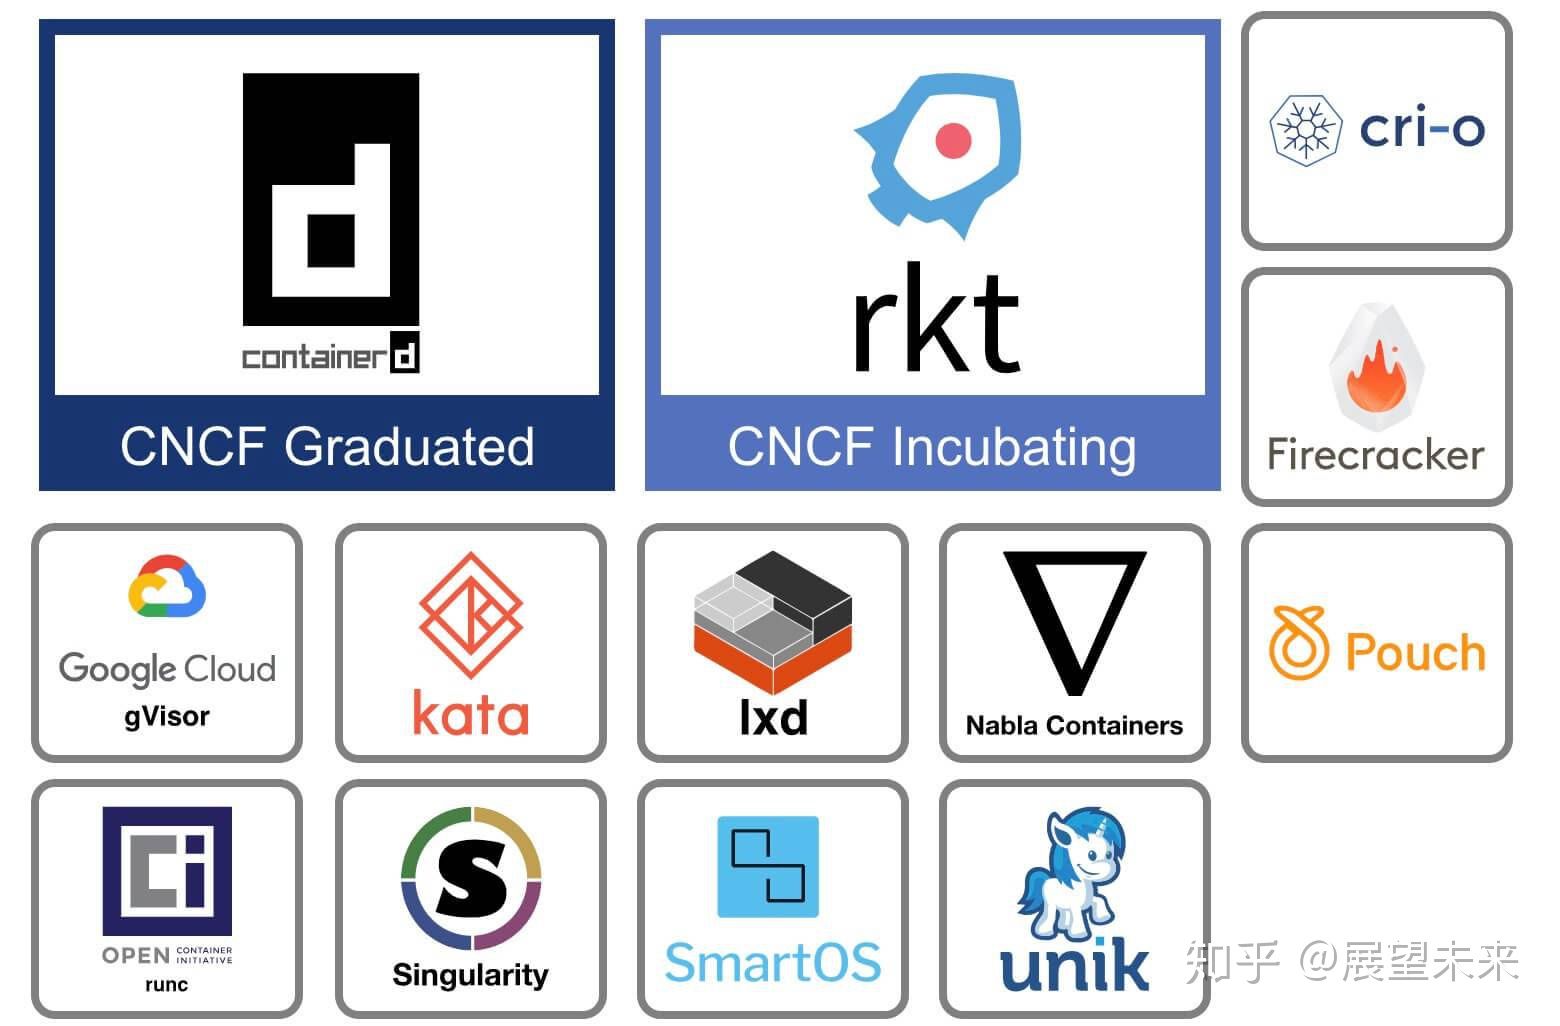 containerd
CNCF Graduated
rkt
CNCF Incubating
cri-o
Firecracker
Google Cloud
gVisor
kata
lxd
Nabla Containers
Pouch
Ci
OPEN CONTAINER INITIATIVE
runc
S
Singularity
SmartOS
unik
知乎 @展望未来